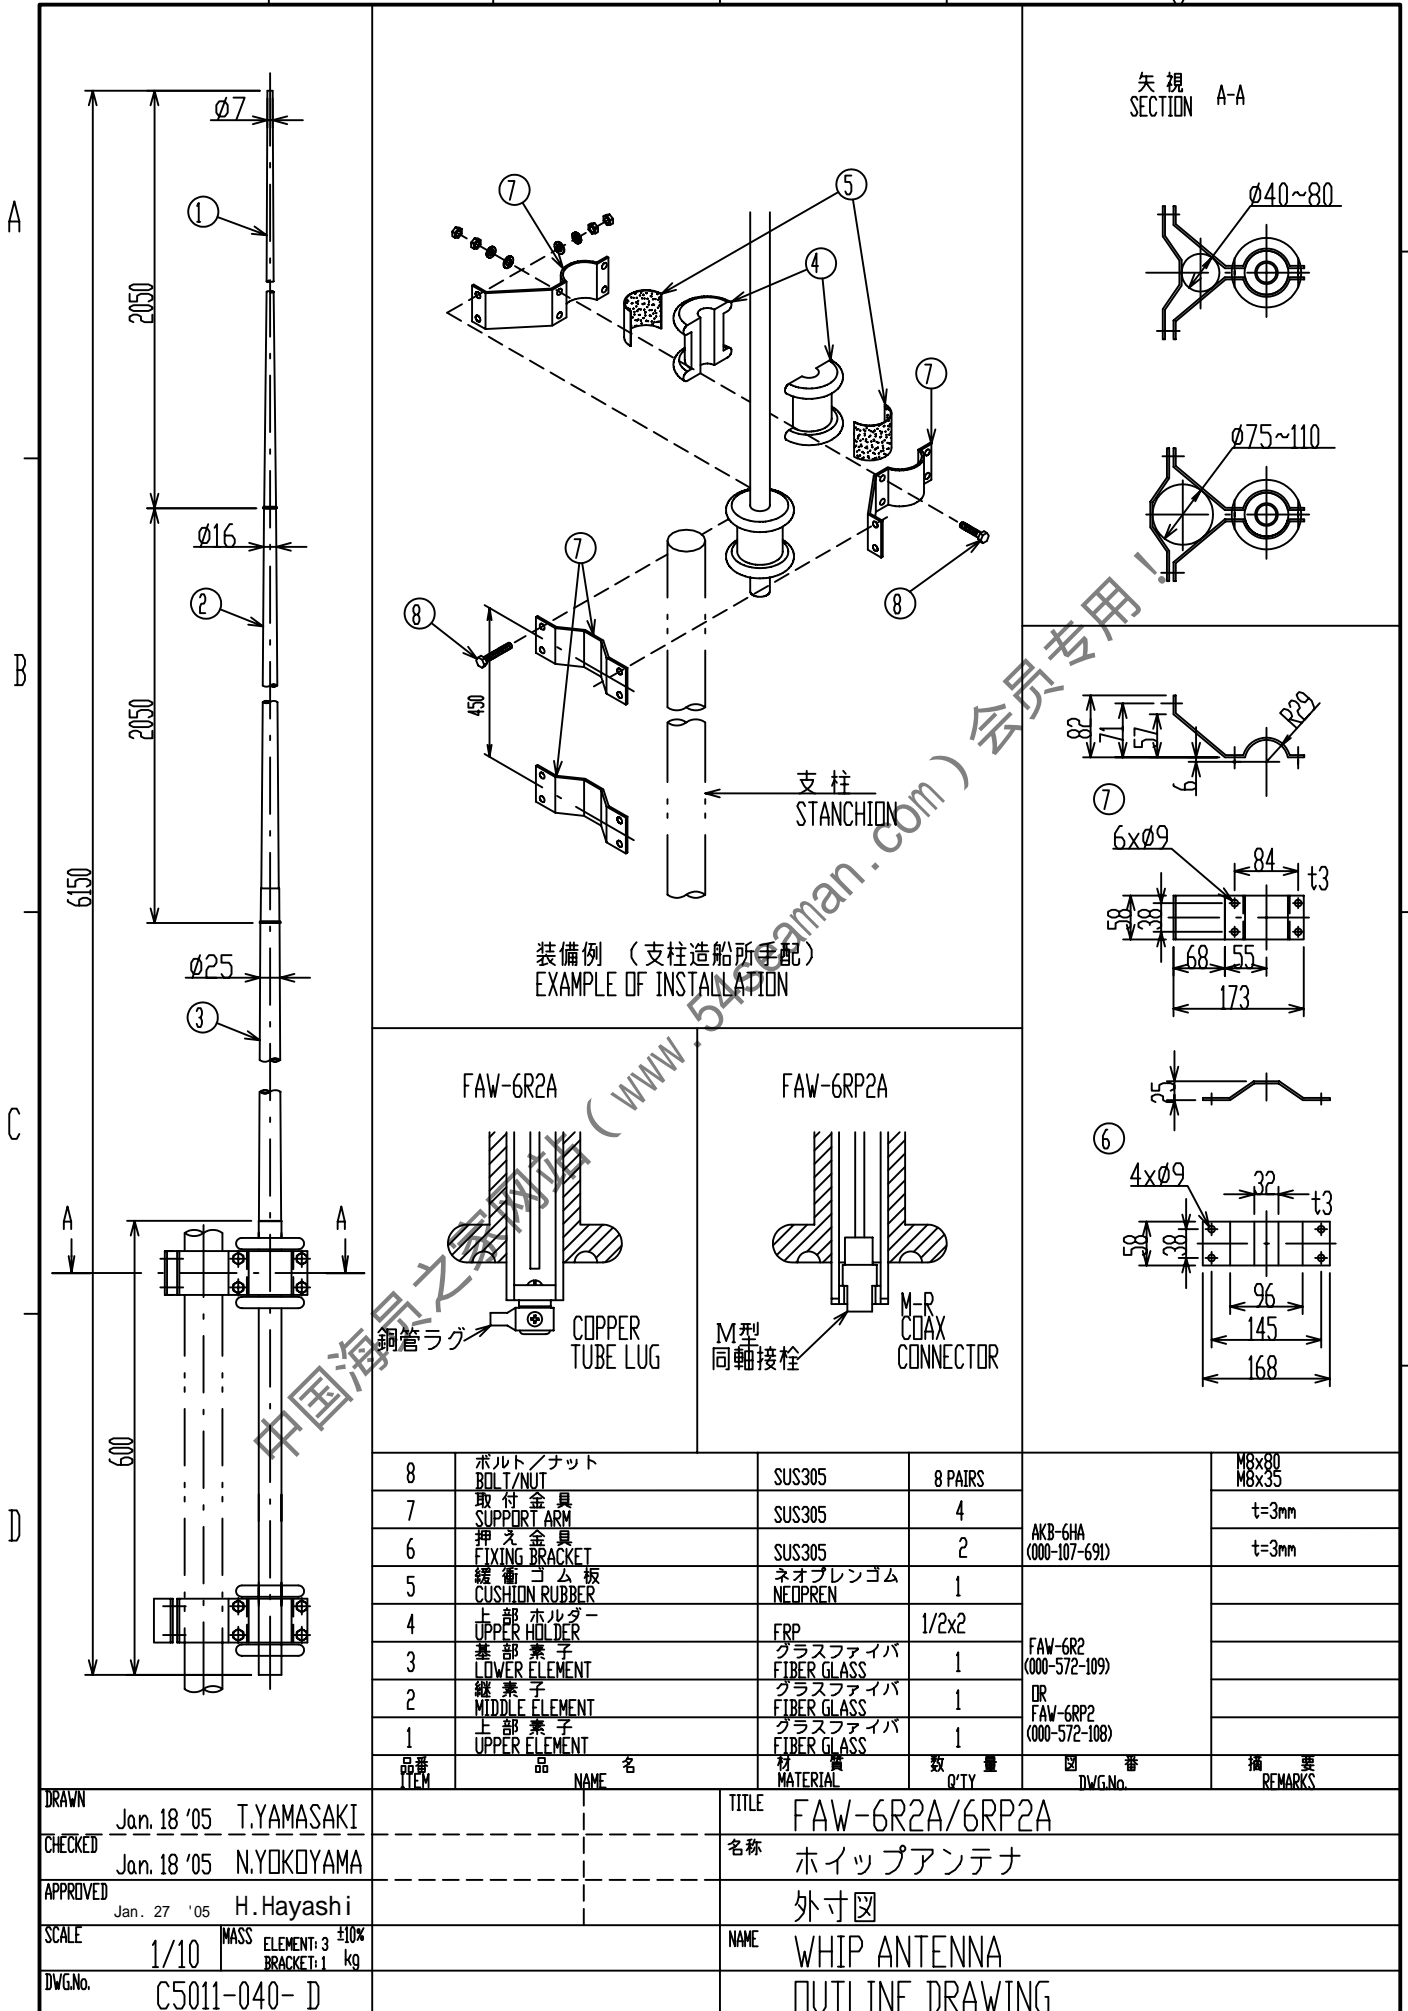 A
B
C
D
Ø7
1
2050
Ø16
2
2050
6150
Ø25
3
A
A
600
7
5
4
7
8
7
8
450
支柱
STANCHION
装備例 （支柱造船所手配）
EXAMPLE OF INSTALLATION
矢視
SECTION A-A
Ø40~80
Ø75~110
82
71
57
6
R29
7
6xØ9
84
t3
58
38
68
55
173
25
6
4xØ9
32
t3
58
38
96
145
168
FAW-6R2A
銅管ラグ
COPPER
TUBE LUG
FAW-6RP2A
M型
同軸接栓
M-R
COAX
CONNECTOR
中国海员之家网站（www.54seaman.com）会员专用！
8 ボルト／ナット
BOLT/NUT SUS305 8 PAIRS M8x80
M8x35
7 取付金具
SUPPORT ARM SUS305 4 t=3mm
6 押え金具
FIXING BRACKET SUS305 2 t=3mm
AKB-6HA
(000-107-691)
5 緩衝ゴム板 ネオプレンゴム
CUSHION RUBBER NEOPREN 1
4 上部ホルダー
UPPER HOLDER FRP 1/2x2
3 基部素子 グラスファイバ
LOWER ELEMENT FIBER GLASS 1
2 継素子 グラスファイバ
MIDDLE ELEMENT FIBER GLASS 1
1 上部素子 グラスファイバ
UPPER ELEMENT FIBER GLASS 1
FAW-6R2
(000-572-109)
OR
FAW-6RP2
(000-572-108)
品番 品 名 材 質 数 量 図 番 摘 要
ITEM NAME MATERIAL Q'TY DWG.No. REMARKS
DRAWN Jan. 18 '05 T.YAMASAKI
CHECKED Jan. 18 '05 N.YOKOYAMA
APPROVED Jan. 27 '05 H.Hayashi
SCALE 1/10
MASS ELEMENT: 3 ±10%
BRACKET: 1 kg
DWG.No. C5011-040- D
TITLE FAW-6R2A/6RP2A
名称 ホイップアンテナ
外寸図
NAME WHIP ANTENNA
OUTLINE DRAWING